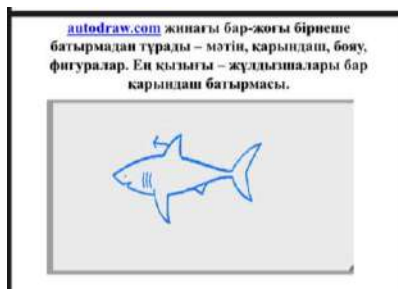 autodraw.com жинағы бар-жоғы бірнеше
батырмадан тұрады – мәтін, қарындаш, бояу,
фигуралар. Ең қызығы – жұлдызшалары бар
қарындаш батырмасы.